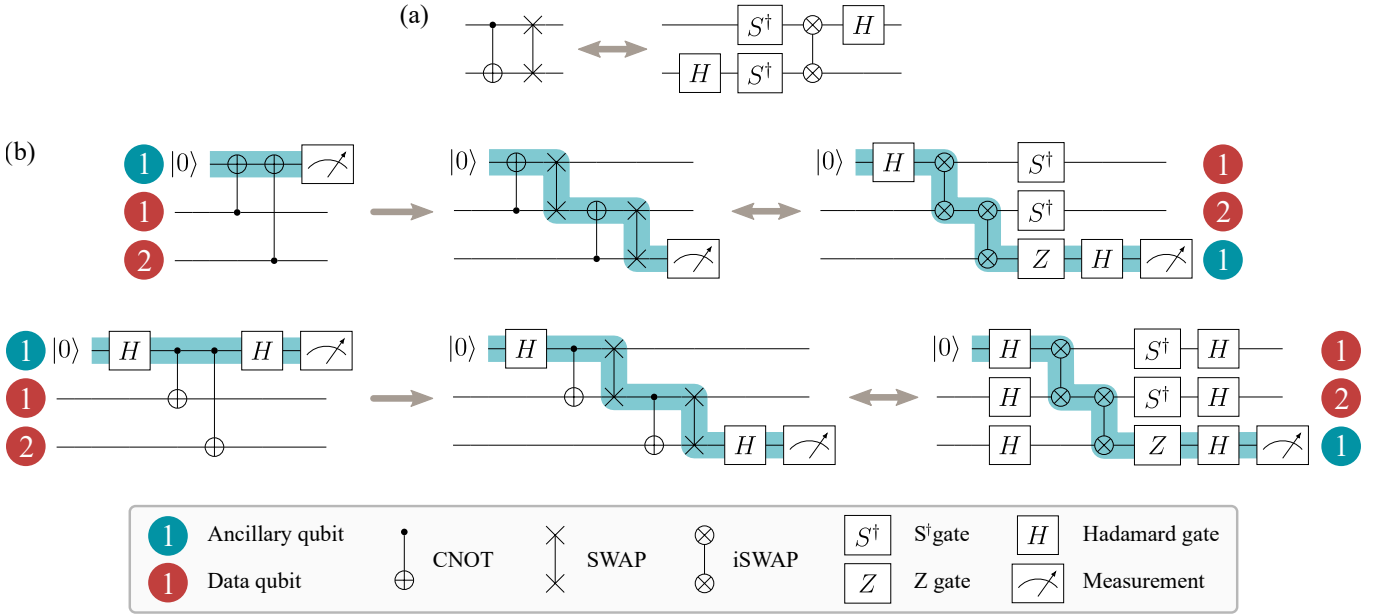 (a)
S† H
H S†
(b)
1 |0⟩ |0⟩ |0⟩ H S† 1
1 S† 2
2 Z H 1
1 |0⟩ H H |0⟩ H |0⟩ H S† H 1
1 H S† H 2
2 H H Z H 1
1 Ancillary qubit CNOT SWAP iSWAP S† S†gate H Hadamard gate
1 Data qubit Z Z gate Measurement